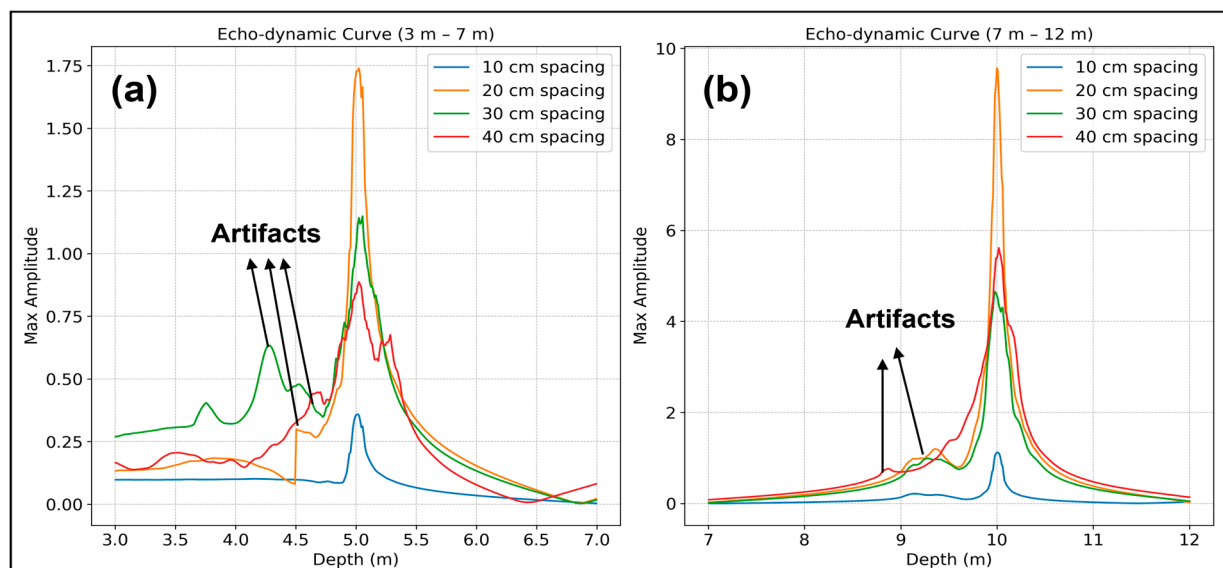 Echo-dynamic Curve (3 m – 7 m)
(a)
10 cm spacing
20 cm spacing
30 cm spacing
40 cm spacing
Artifacts
Max Amplitude
1.75
1.50
1.25
1.00
0.75
0.50
0.25
0.00
3.0 3.5 4.0 4.5 5.0 5.5 6.0 6.5 7.0
Depth (m)
Echo-dynamic Curve (7 m – 12 m)
(b)
10 cm spacing
20 cm spacing
30 cm spacing
40 cm spacing
Artifacts
Max Amplitude
10
8
6
4
2
0
7 8 9 10 11 12
Depth (m)